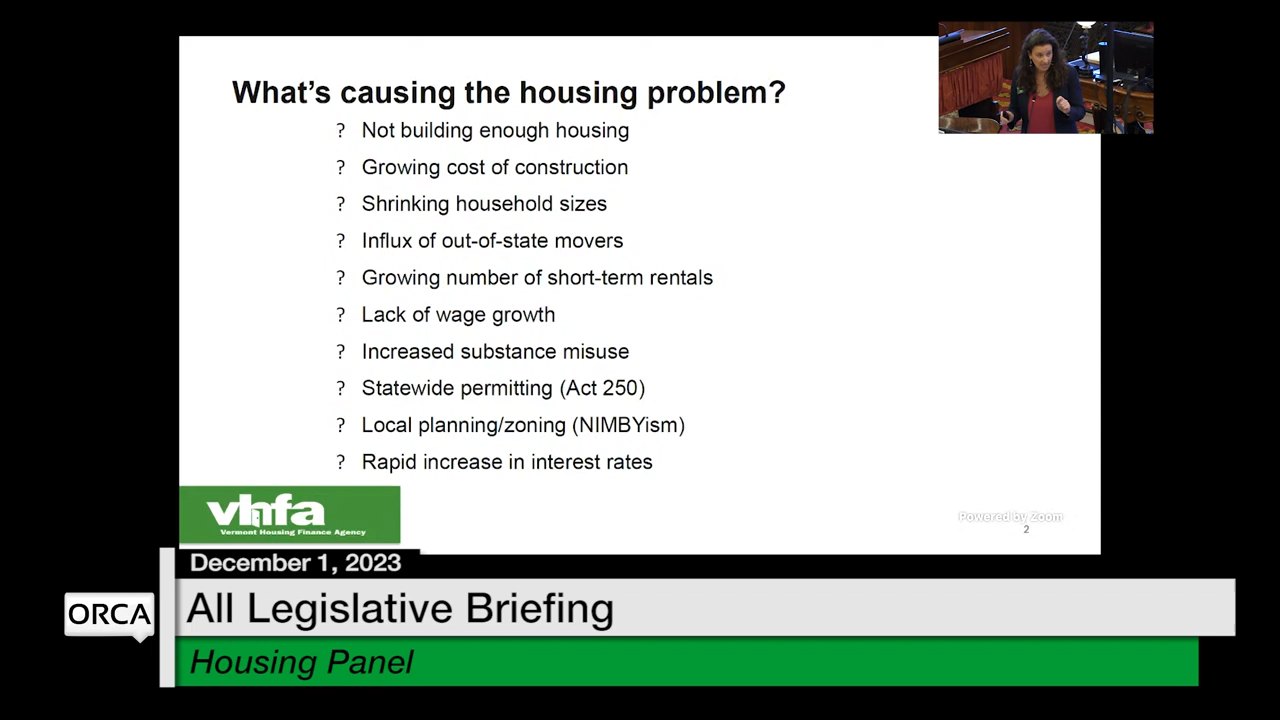 What's causing the housing problem?
? Not building enough housing
? Growing cost of construction
? Shrinking household sizes
? Influx of out-of-state movers
? Growing number of short-term rentals
? Lack of wage growth
? Increased substance misuse
? Statewide permitting (Act 250)
? Local planning/zoning (NIMBYism)
? Rapid increase in interest rates
vhfa
Vermont Housing Finance Agency
Powered by Zoom
2
December 1, 2023
ORCA
All Legislative Briefing
Housing Panel